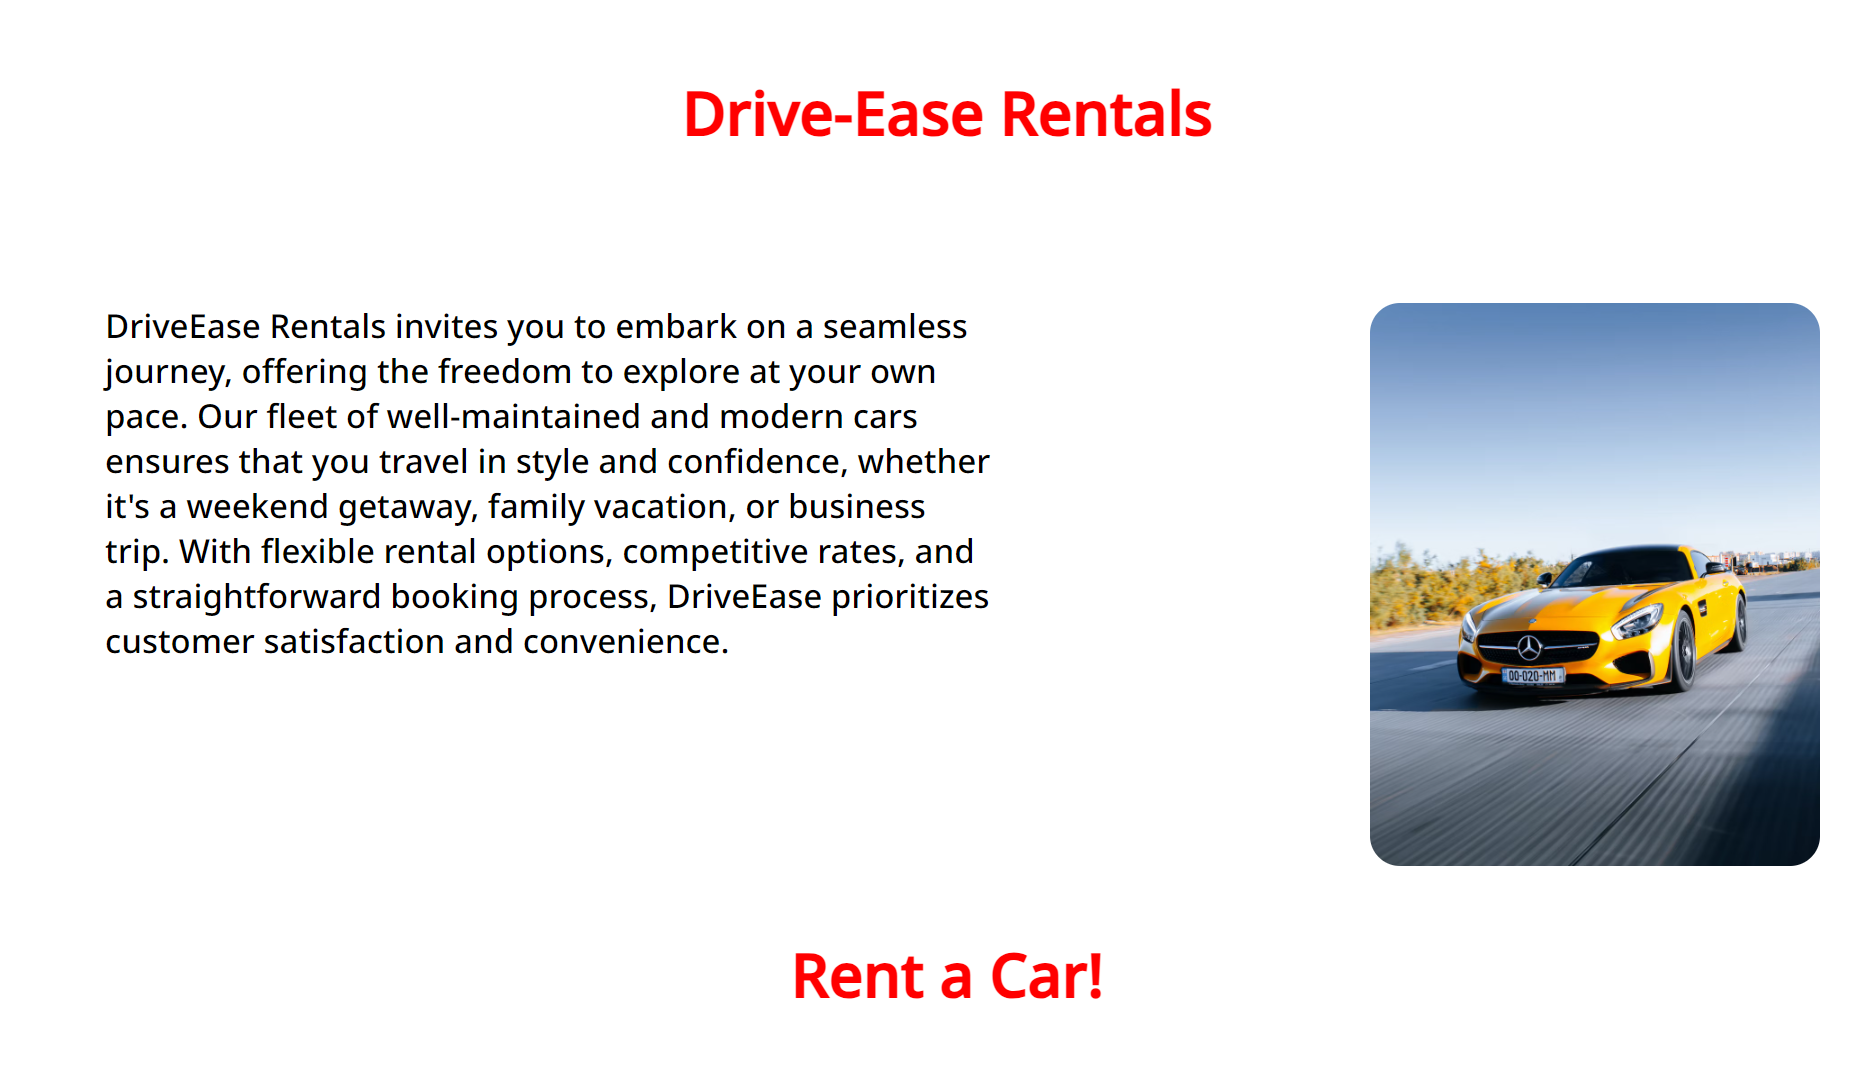 Drive-Ease Rentals
DriveEase Rentals invites you to embark on a seamless
journey, offering the freedom to explore at your own
pace. Our fleet of well-maintained and modern cars
ensures that you travel in style and confidence, whether
it's a weekend getaway, family vacation, or business
trip. With flexible rental options, competitive rates, and
a straightforward booking process, DriveEase prioritizes
customer satisfaction and convenience.
00-020-MM
Rent a Car!